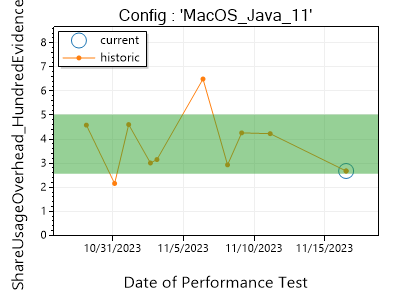 Config : 'MacOS_Java_11'
ShareUsageOverhead_HundredEvidence
current
historic
8
7
6
5
4
3
2
1
0
10/31/2023 11/5/2023 11/10/2023 11/15/2023
Date of Performance Test